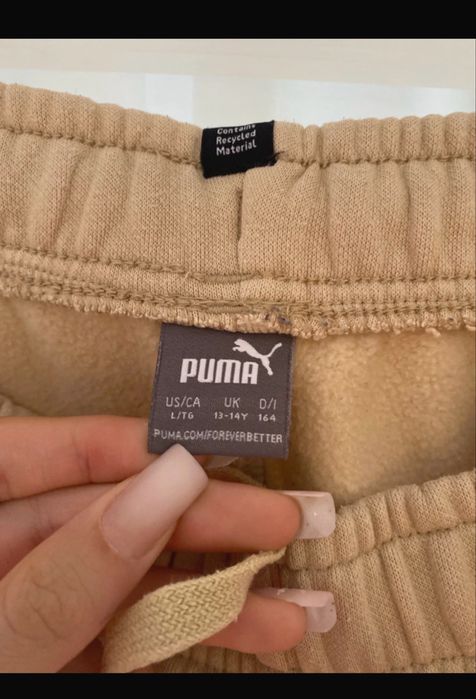 Contains
Recycled
Material
PUMA
US/CA UK D/I
L/TG 13-14Y 164
PUMA.COM/FOREVERBETTER